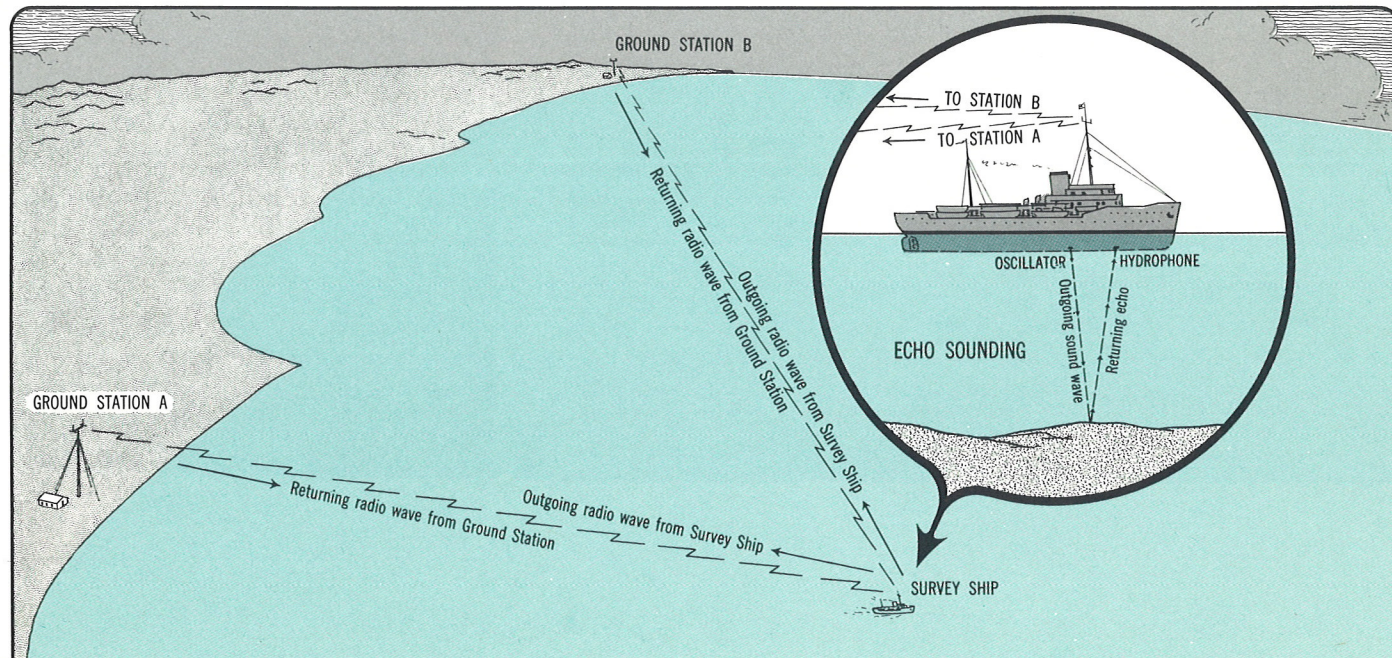 GROUND STATION B
TO STATION B
TO STATION A
Returning radio wave from Ground Station
Outgoing radio wave from Survey Ship
OSCILLATOR
HYDROPHONE
Outgoing sound wave
Returning echo
ECHO SOUNDING
GROUND STATION A
Returning radio wave from Ground Station
Outgoing radio wave from Survey Ship
SURVEY SHIP